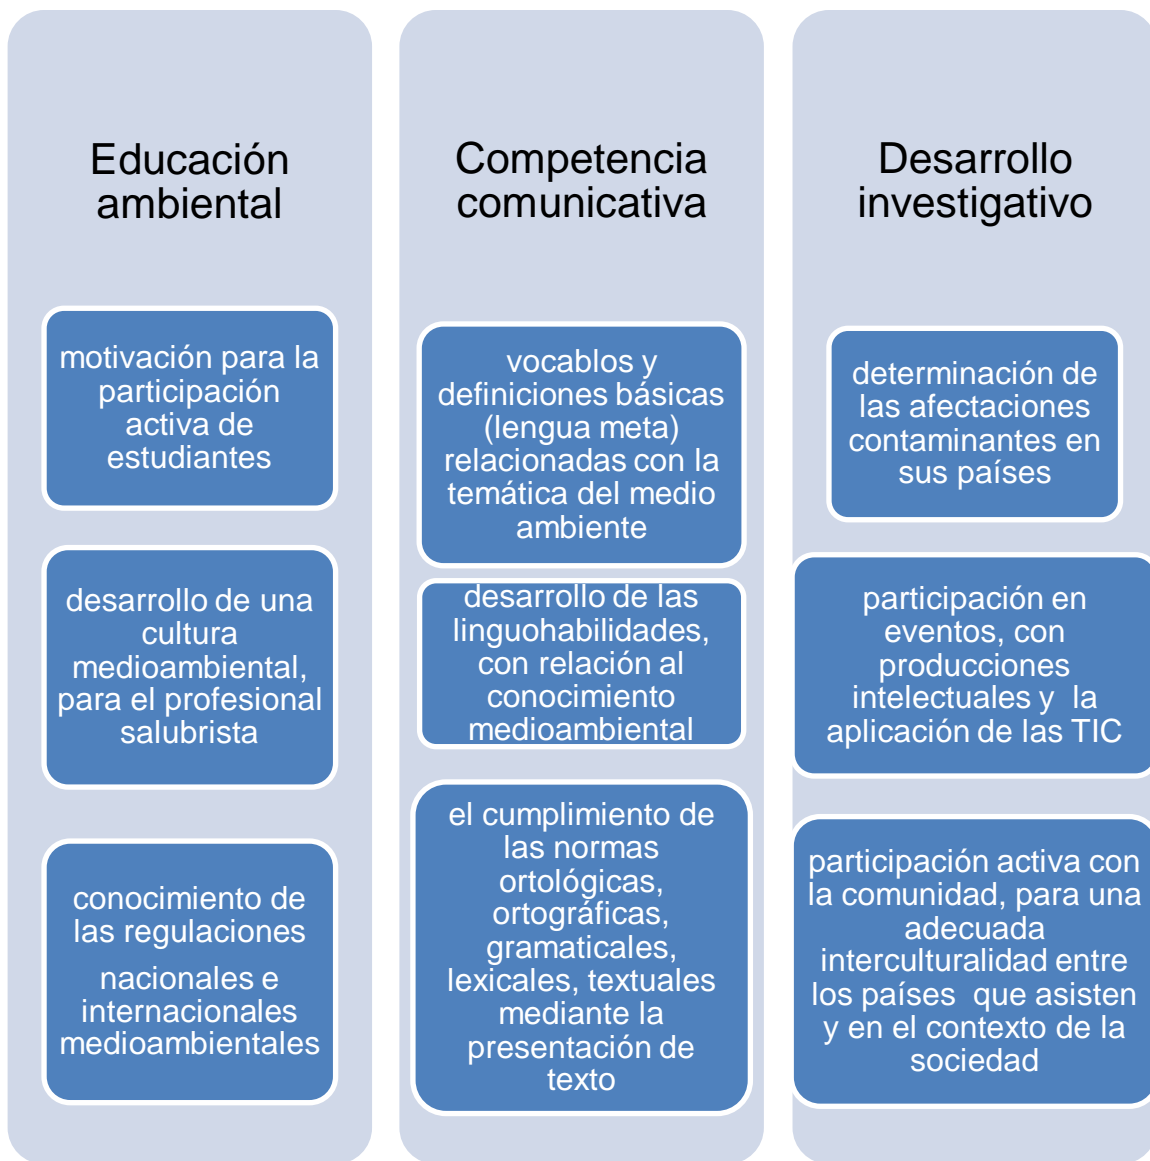 Educación
ambiental
motivación para la
participación
activa de
estudiantes
desarrollo de una
cultura
medioambiental,
para el profesional
salubrista
conocimiento de
las regulaciones
nacionales e
internacionales
medioambientales
Competencia
comunicativa
vocablos y
definiciones básicas
(lengua meta)
relacionadas con la
temática del medio
ambiente
desarrollo de las
linguohabilidades,
con relación al
conocimiento
medioambiental
el cumplimiento de
las normas
ortológicas,
ortográficas,
gramaticales,
lexicales, textuales
mediante la
presentación de
texto
Desarrollo
investigativo
determinación de
las afectaciones
contaminantes en
sus países
participación en
eventos, con
producciones
intelectuales y  la
aplicación de las TIC
participación activa con
la comunidad, para una
adecuada
interculturalidad entre
los países  que asisten
y en el contexto de la
sociedad